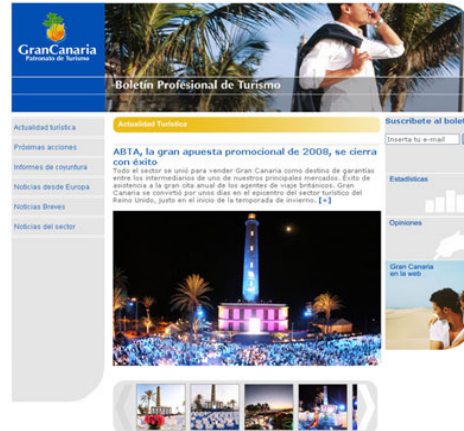 GranCanaria
Patronato de Turismo
Boletín Profesional de Turismo
Actualidad turística
Próximas acciones
Informes de coyuntura
Noticias desde Europa
Noticias Breves
Noticias del sector
Actualidad Turística
ABTA, la gran apuesta promocional de 2008, se cierra
con éxito
Todo el sector se unió para vender Gran Canaria como destino de garantías
entre los intermediarios de uno de nuestros principales mercados. Éxito de
asistencia a la gran cita anual de los agentes de viaje británicos. Gran
Canaria se convirtió por unos días en el epicentro del sector turístico del
Reino Unido, justo en el inicio de la temporada de invierno. [+]
Suscríbete al bolet
Inserta tu e-mail
Estadísticas
Opiniones
Gran Canaria
en la web